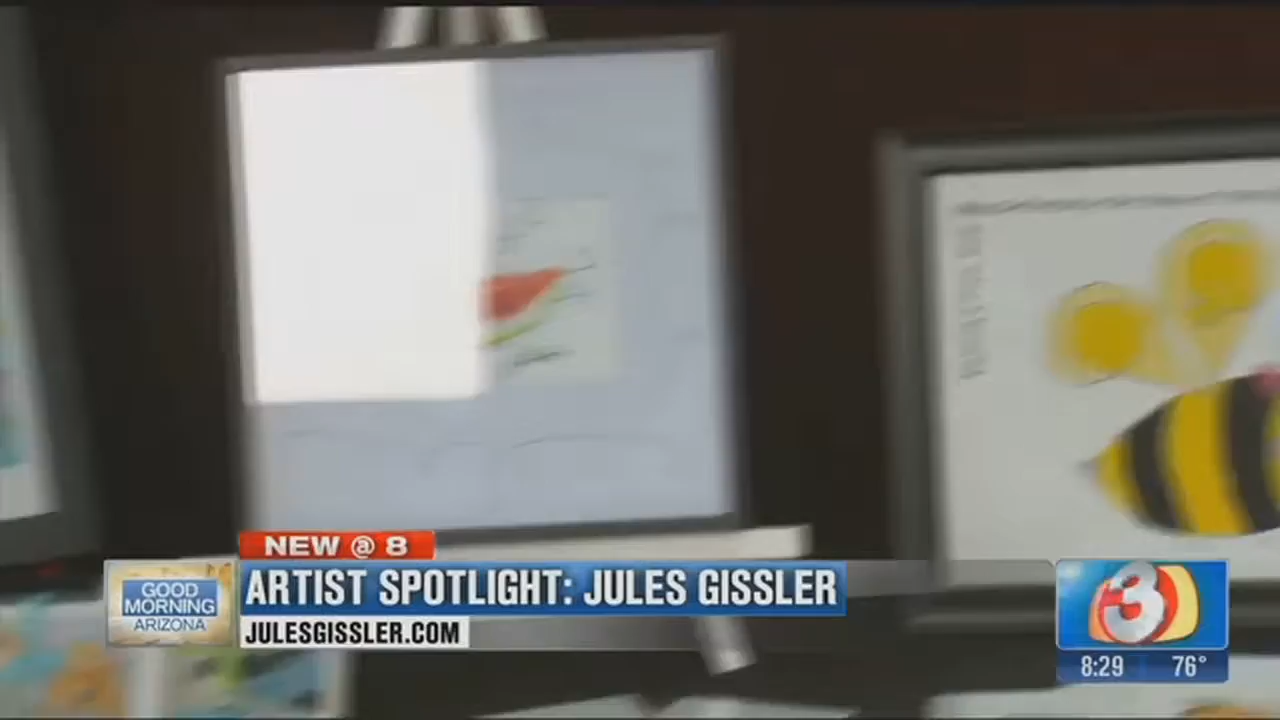 NEW @ 8
GOOD
MORNING
ARIZONA
ARTIST SPOTLIGHT: JULES GISSLER
JULESGISSLER.COM
3
8:29 76°